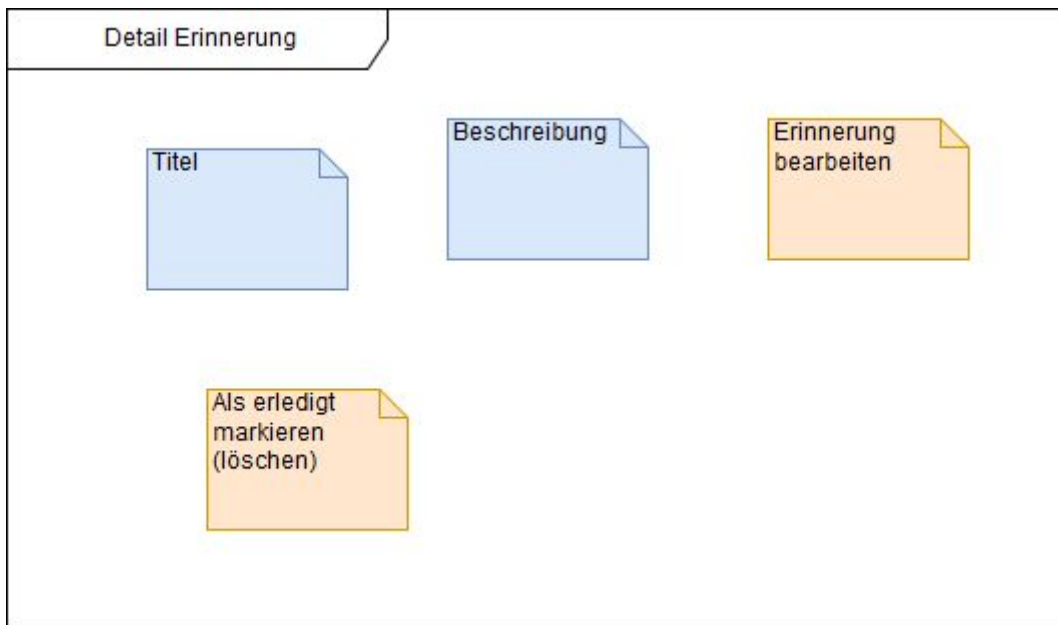 Detail Erinnerung
Titel
Beschreibung
Erinnerung
bearbeiten
Als erledigt
markieren
(löschen)